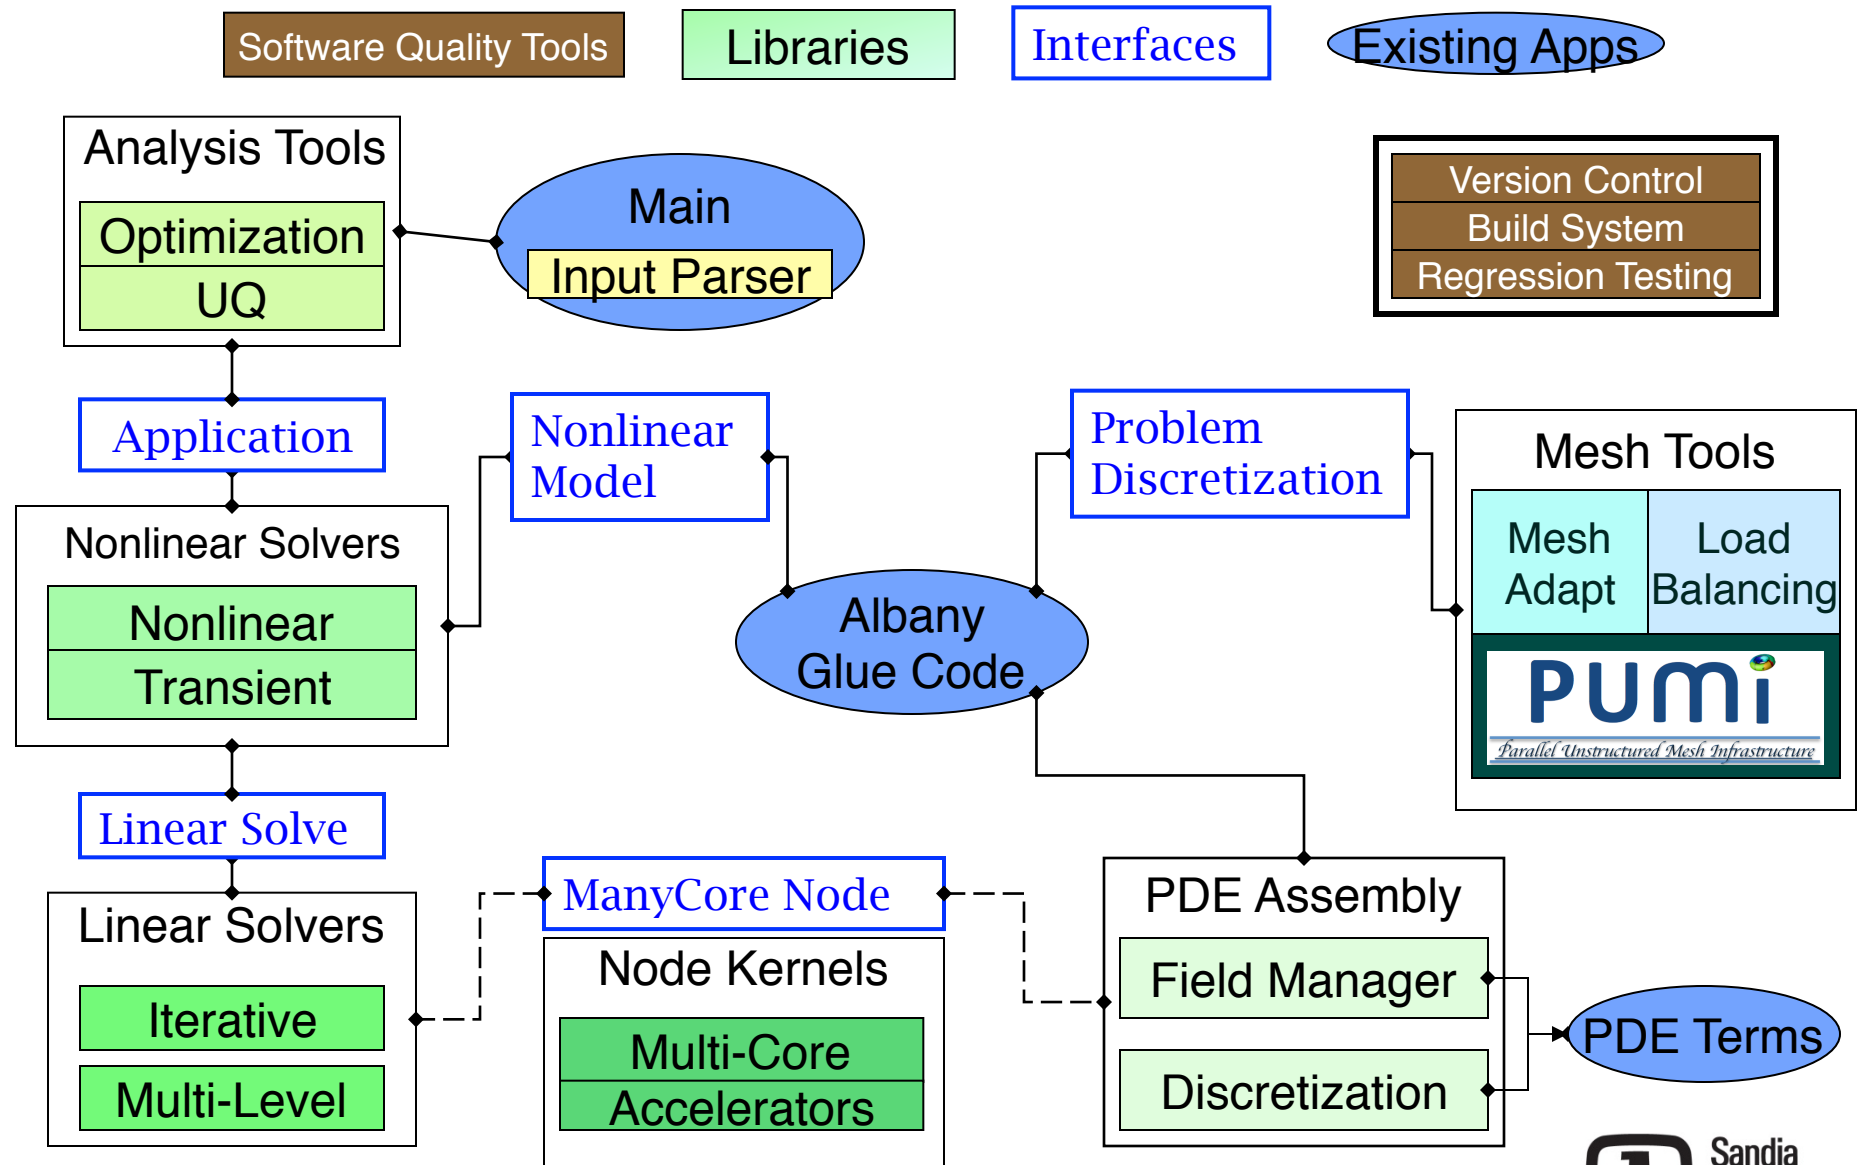 Software Quality Tools
Libraries
Interfaces
Existing Apps
Analysis Tools
Optimization
UQ
Main
Input Parser
Version Control
Build System
Regression Testing
Application
Nonlinear
Model
Problem
Discretization
Mesh Tools
Mesh
Adapt
Load
Balancing
PUMi
Parallel Unstructured Mesh Infrastructure
Nonlinear Solvers
Nonlinear
Transient
Albany
Glue Code
Linear Solve
Linear Solvers
Iterative
Multi-Level
ManyCore Node
Node Kernels
Multi-Core
Accelerators
PDE Assembly
Field Manager
Discretization
PDE Terms
Sandia